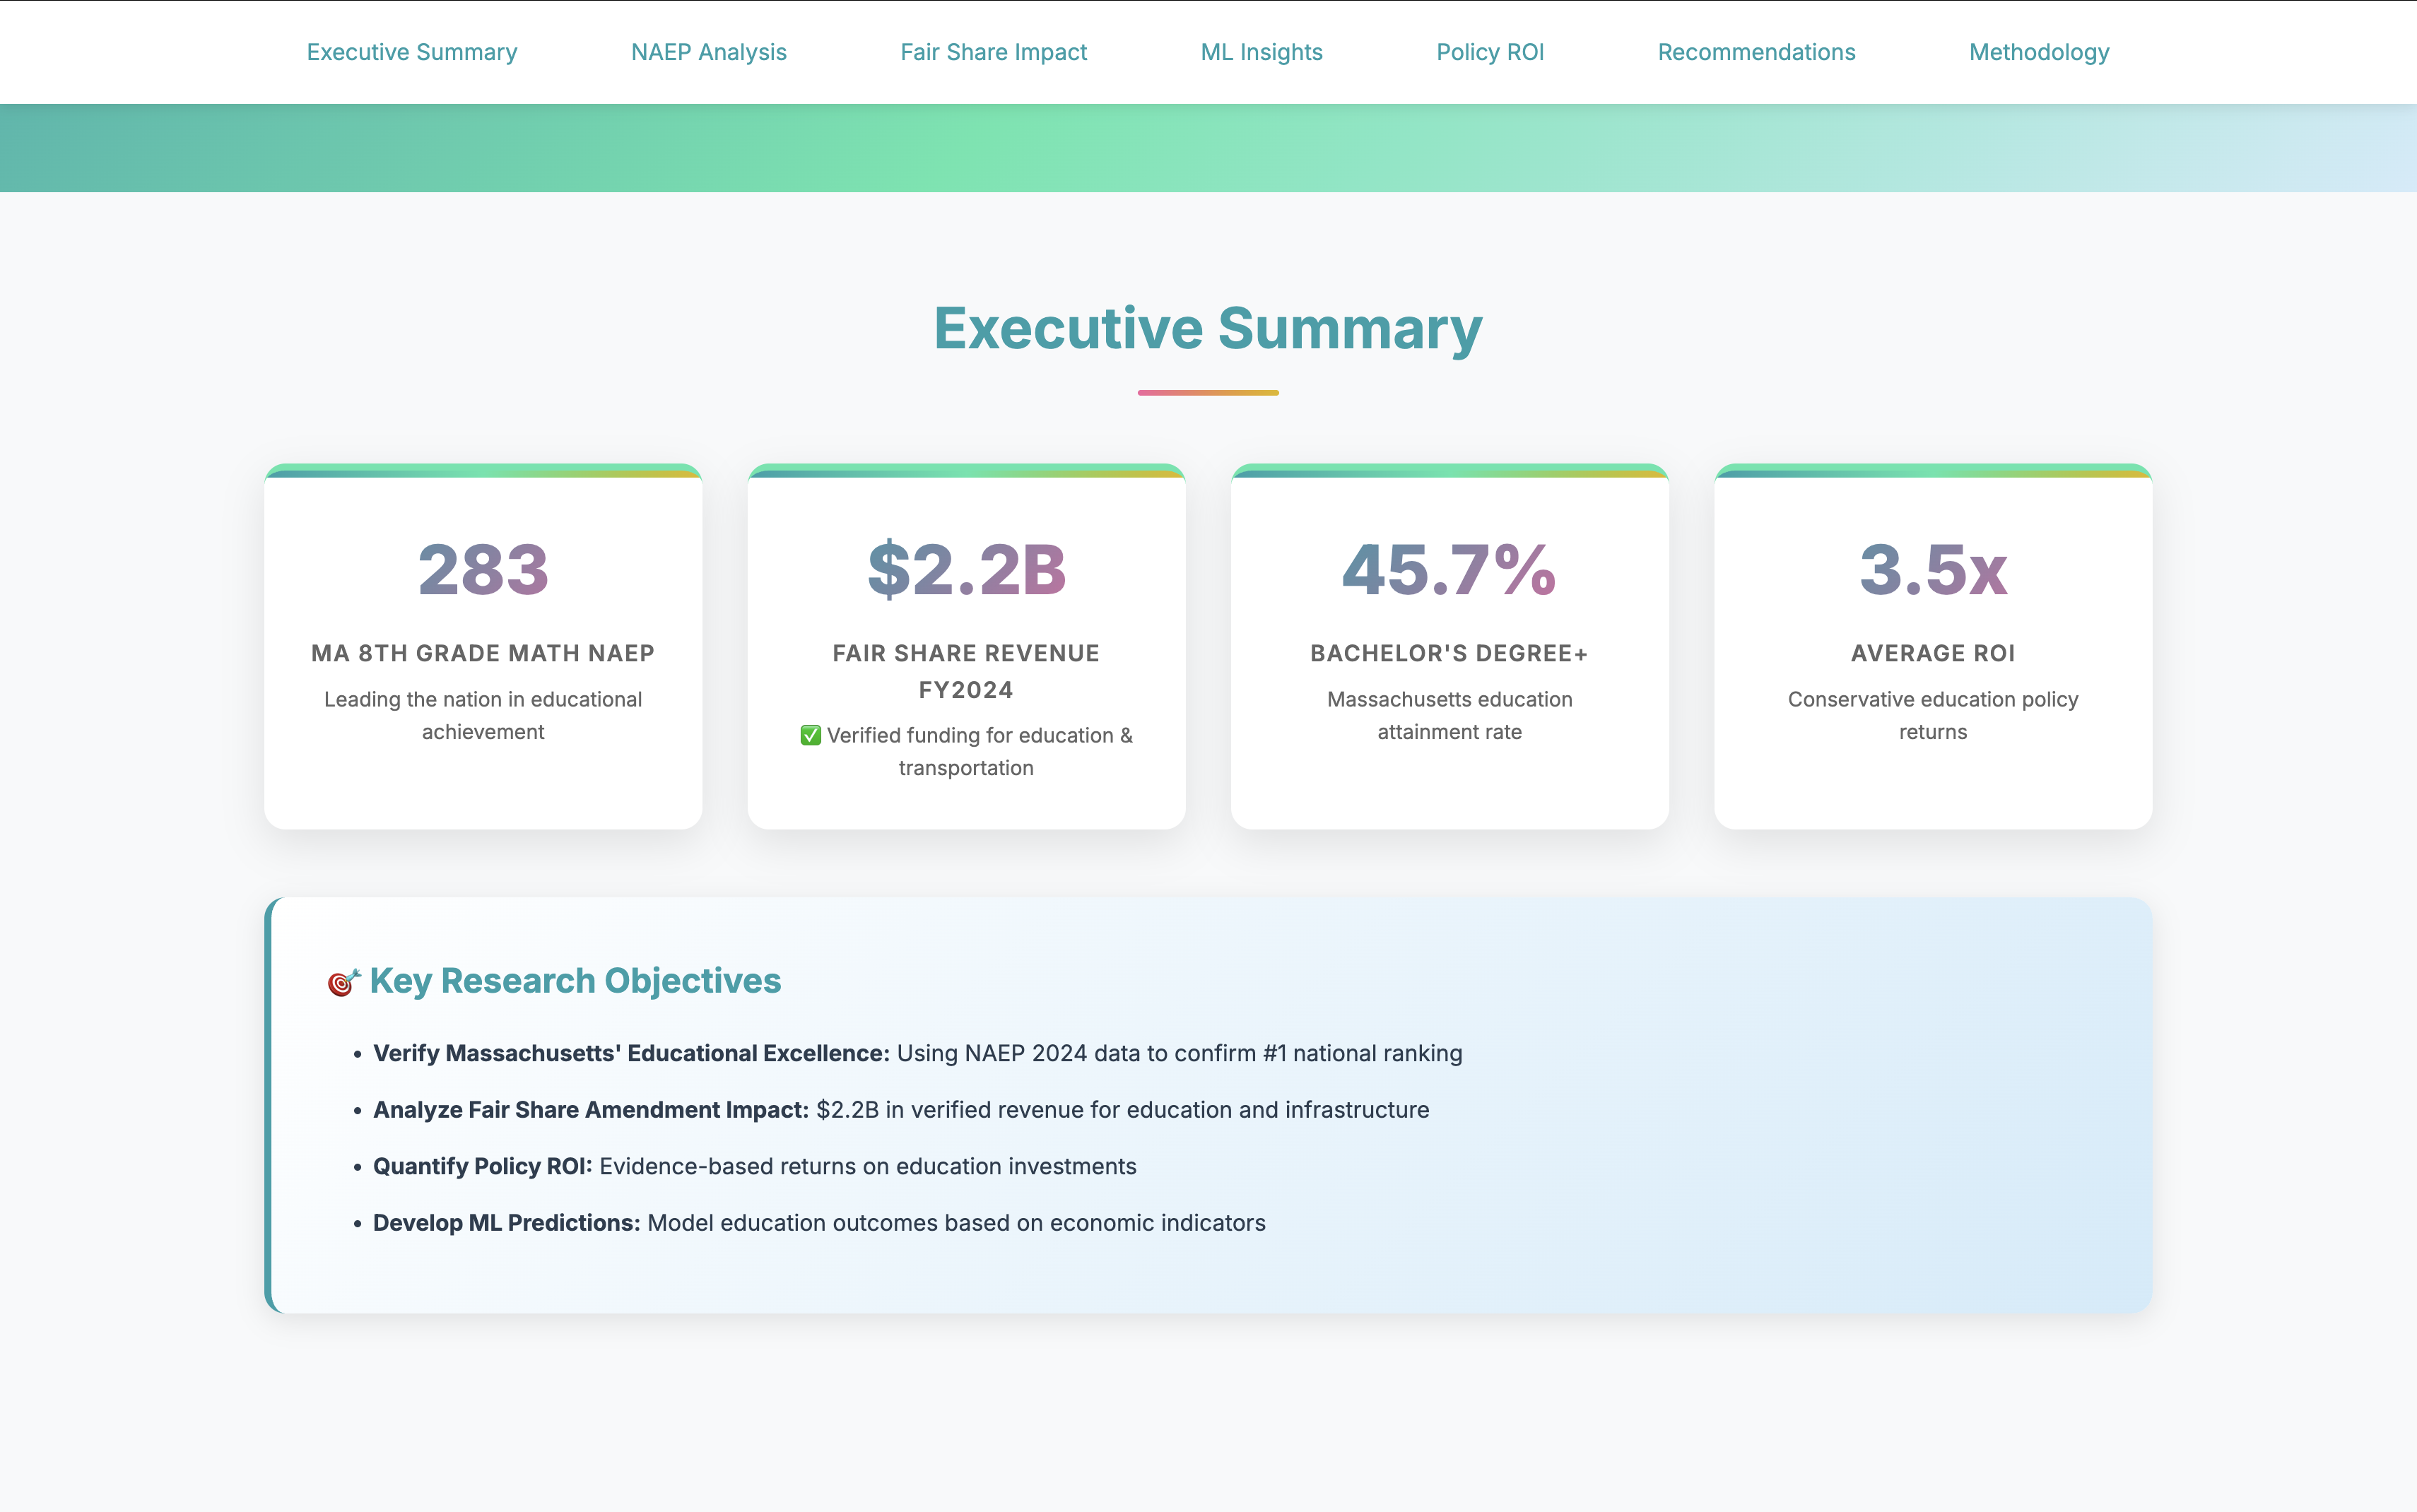 Executive Summary NAEP Analysis Fair Share Impact ML Insights Policy ROI Recommendations Methodology
Executive Summary
283
MA 8TH GRADE MATH NAEP
Leading the nation in educational
achievement
$2.2B
FAIR SHARE REVENUE
FY2024
✅ Verified funding for education &
transportation
45.7%
BACHELOR'S DEGREE+
Massachusetts education
attainment rate
3.5x
AVERAGE ROI
Conservative education policy
returns
🎯 Key Research Objectives
• Verify Massachusetts' Educational Excellence: Using NAEP 2024 data to confirm #1 national ranking
• Analyze Fair Share Amendment Impact: $2.2B in verified revenue for education and infrastructure
• Quantify Policy ROI: Evidence-based returns on education investments
• Develop ML Predictions: Model education outcomes based on economic indicators